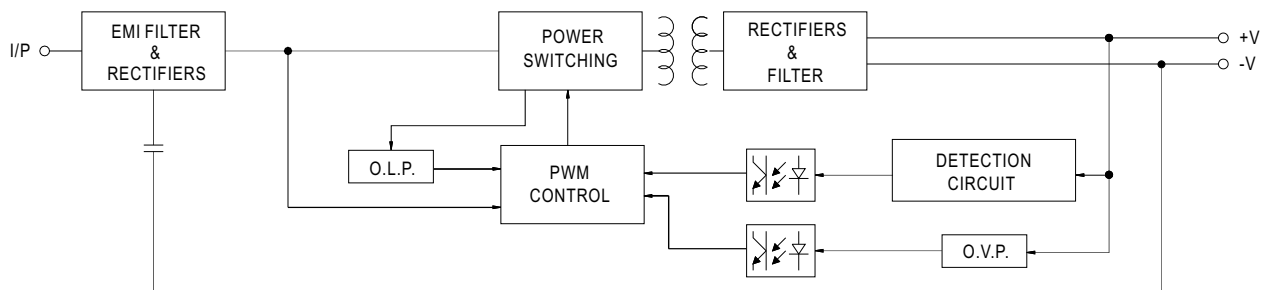 I/P
EMI FILTER
&
RECTIFIERS
POWER
SWITCHING
RECTIFIERS
&
FILTER
+V
-V
O.L.P.
PWM
CONTROL
DETECTION
CIRCUIT
O.V.P.